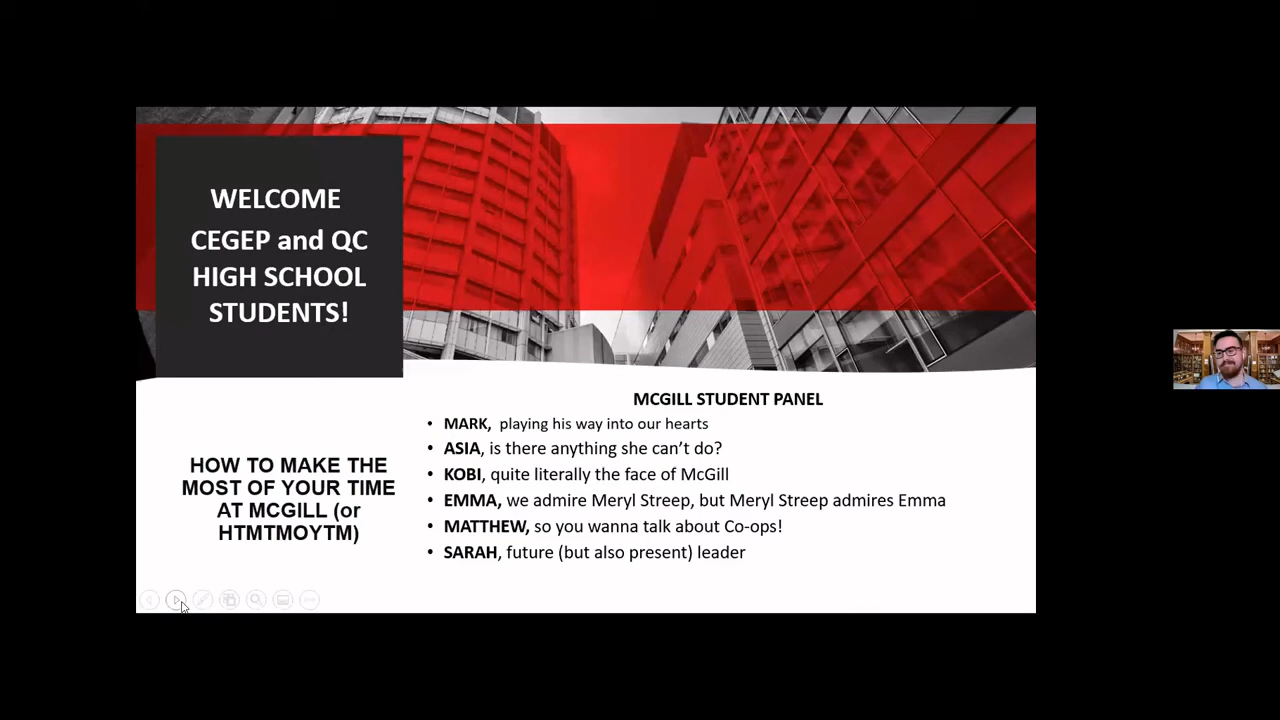 WELCOME
CEGEP and QC
HIGH SCHOOL
STUDENTS!
HOW TO MAKE THE
MOST OF YOUR TIME
AT MCGILL (or
HTMTMOYTM)
MCGILL STUDENT PANEL
• MARK, playing his way into our hearts
• ASIA, is there anything she can’t do?
• KOBI, quite literally the face of McGill
• EMMA, we admire Meryl Streep, but Meryl Streep admires Emma
• MATTHEW, so you wanna talk about Co-ops!
• SARAH, future (but also present) leader